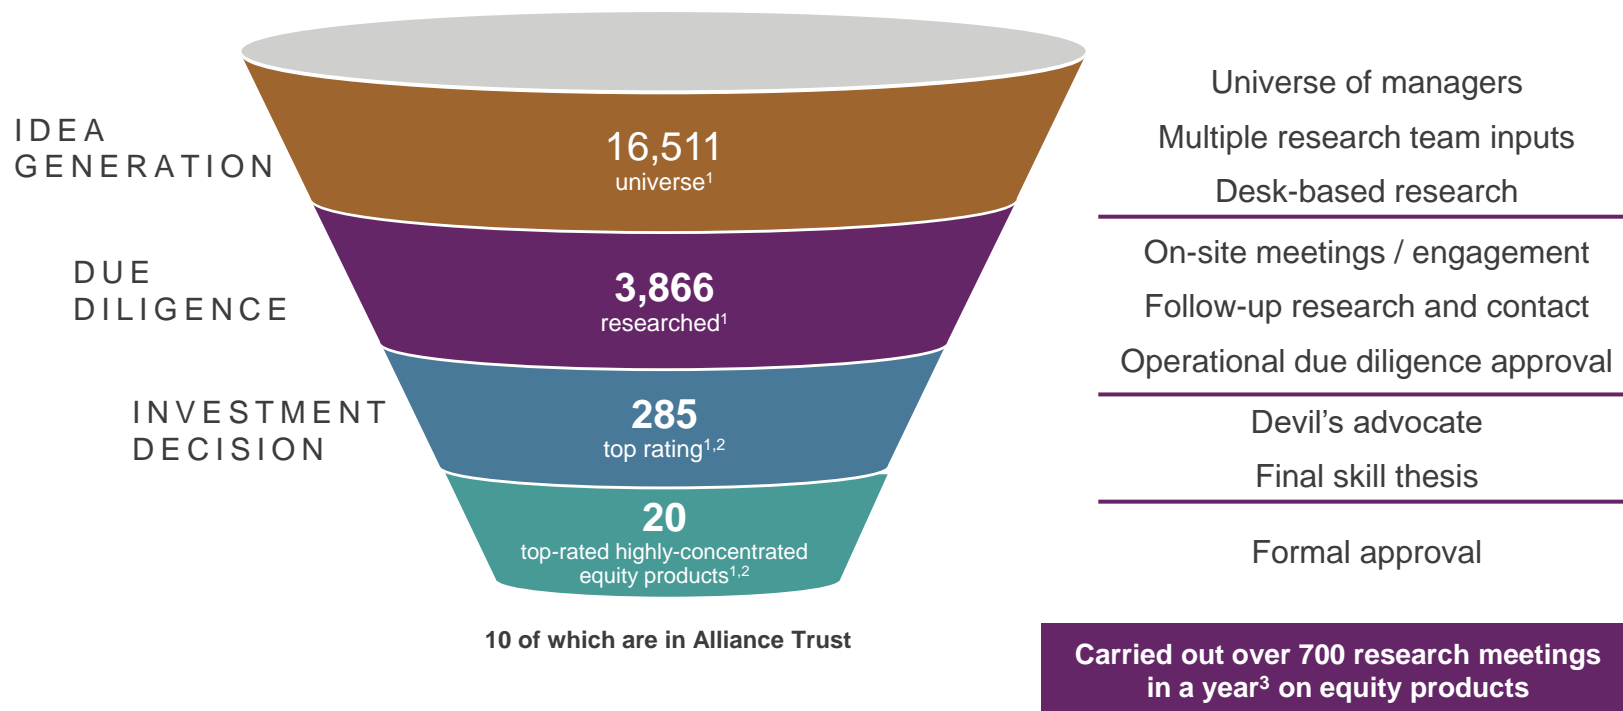 IDEA
GENERATION
16,511
universe1
Universe of managers
Multiple research team inputs
Desk-based research
DUE
DILIGENCE
3,866
researched1
On-site meetings / engagement
Follow-up research and contact
Operational due diligence approval
INVESTMENT
DECISION
285
top rating1,2
Devil’s advocate
Final skill thesis
20
top-rated highly-concentrated
equity products1,2
Formal approval
10 of which are in Alliance Trust
Carried out over 700 research meetings
in a year3 on equity products